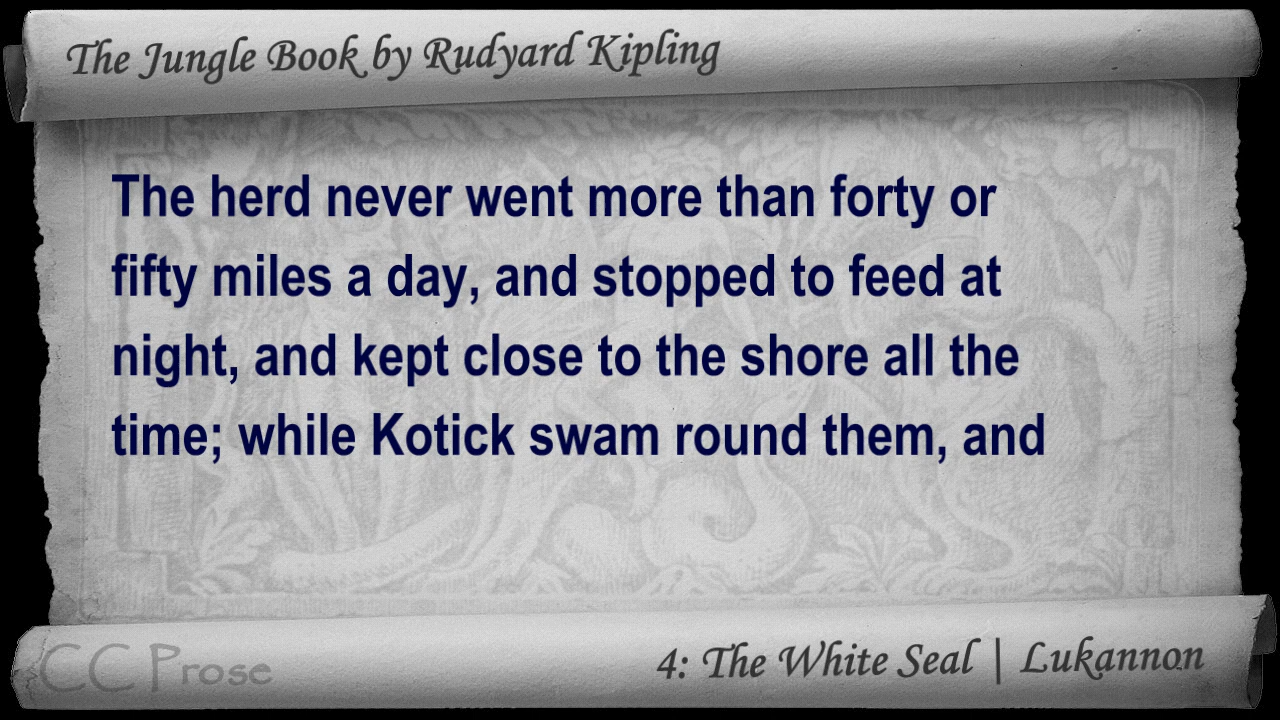 The Jungle Book by Rudyard Kipling
The herd never went more than forty or
fifty miles a day, and stopped to feed at
night, and kept close to the shore all the
time; while Kotick swam round them, and
CC Prose
4: The White Seal | Lukannon